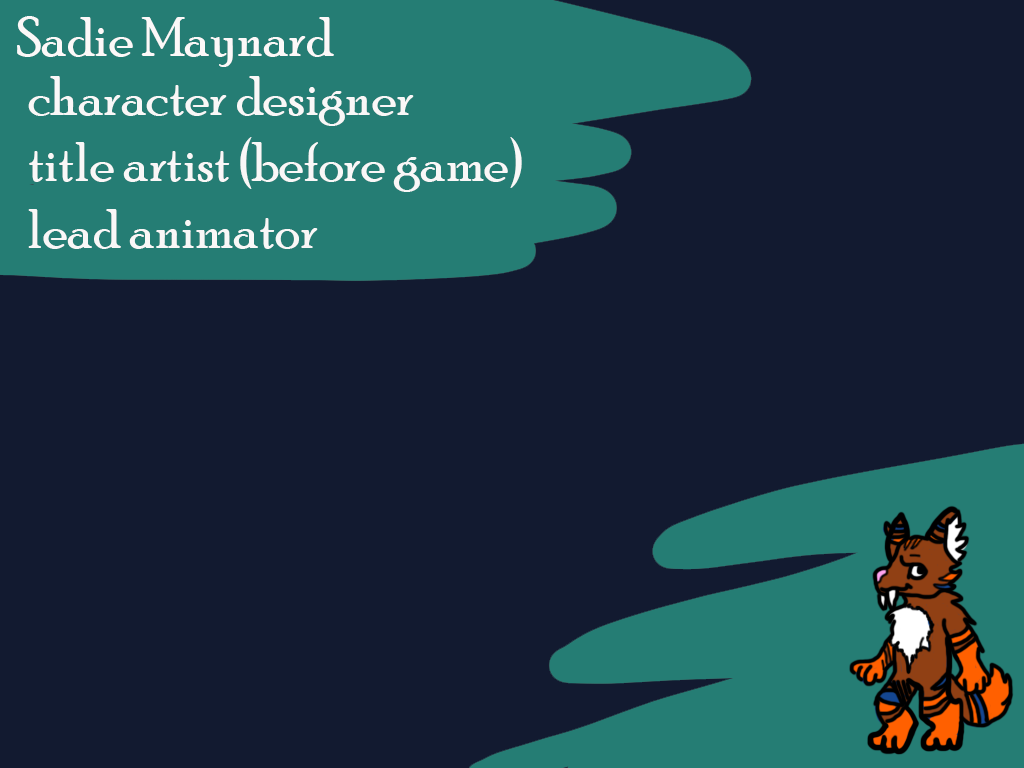 Sadie Maynard
character designer
title artist (before game)
lead animator